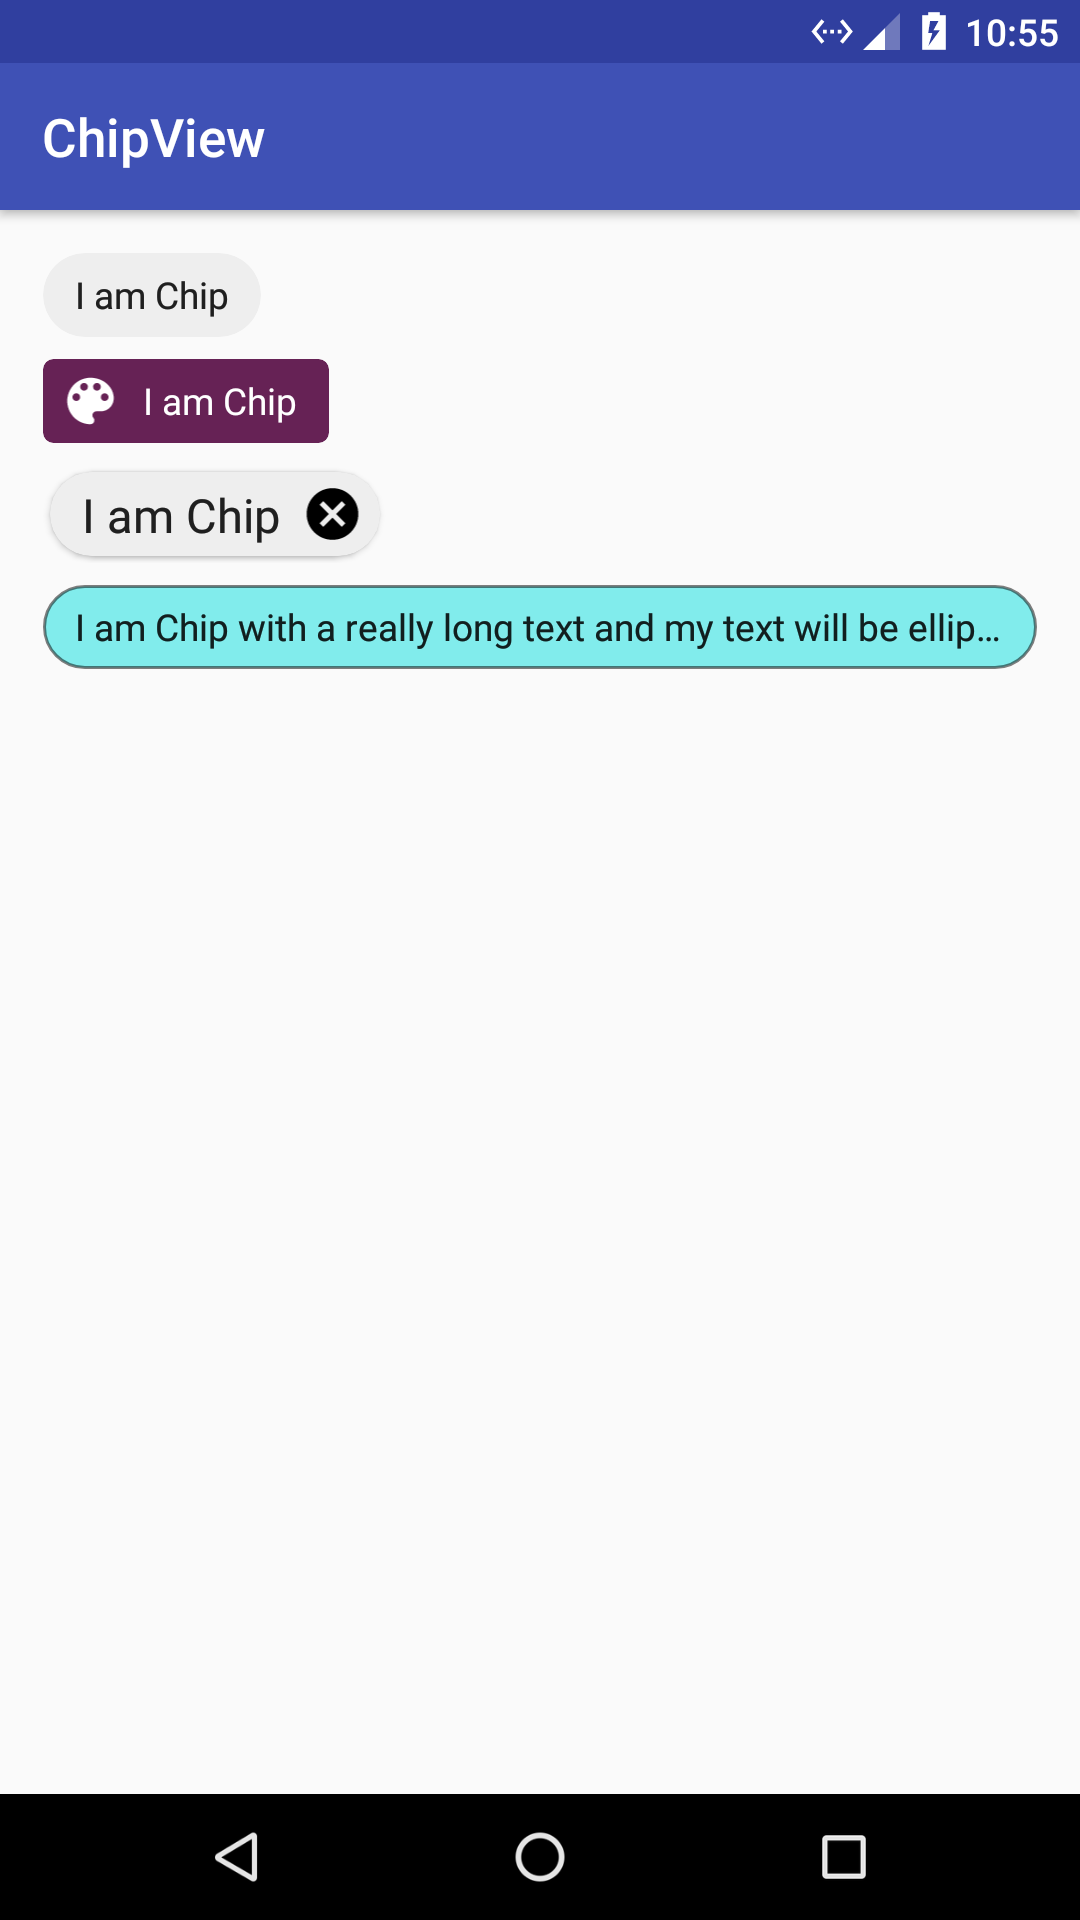 10:55
ChipView
I am Chip
I am Chip
I am Chip
I am Chip with a really long text and my text will be ellip…